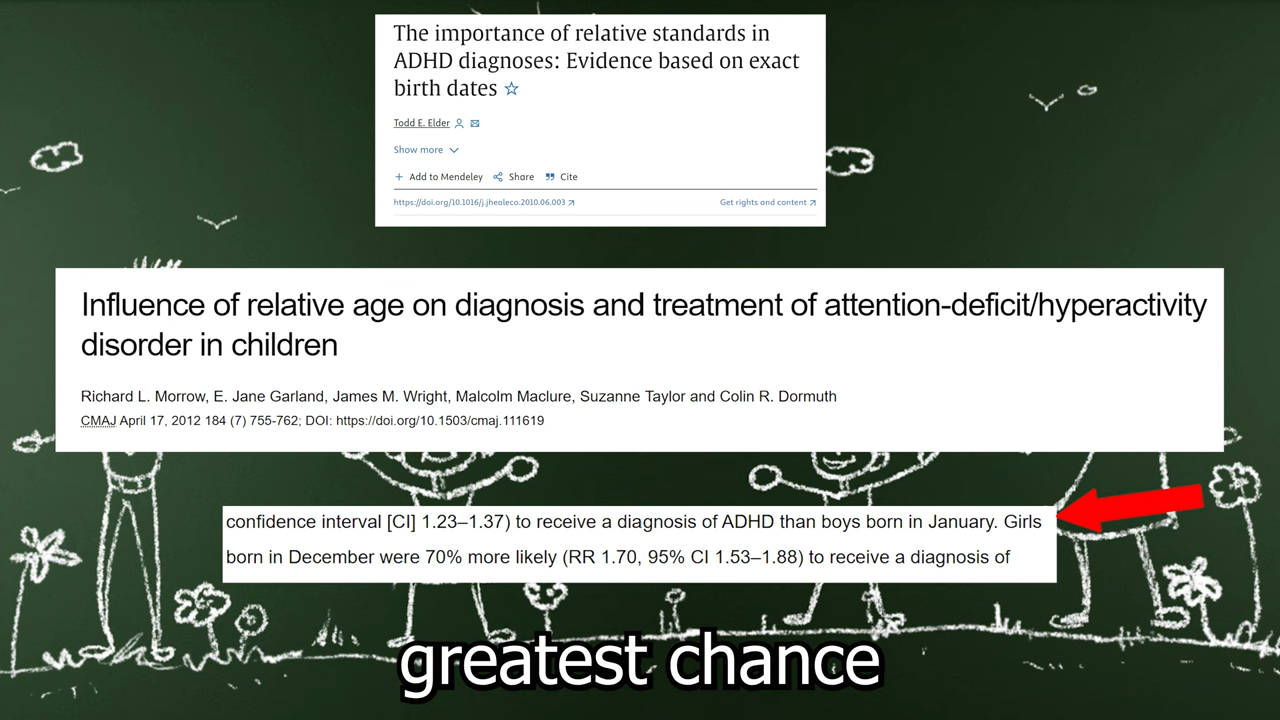 The importance of relative standards in
ADHD diagnoses: Evidence based on exact
birth dates
Todd E. Elder
Show more
Add to Mendeley Share Cite
https://doi.org/10.1016/j.jhealeco.2010.06.003 Get rights and content
Influence of relative age on diagnosis and treatment of attention-deficit/hyperactivity
disorder in children
Richard L. Morrow, E. Jane Garland, James M. Wright, Malcolm Maclure, Suzanne Taylor and Colin R. Dormuth
CMAJ April 17, 2012 184 (7) 755-762; DOI: https://doi.org/10.1503/cmaj.111619
confidence interval [CI] 1.23–1.37) to receive a diagnosis of ADHD than boys born in January. Girls
born in December were 70% more likely (RR 1.70, 95% CI 1.53–1.88) to receive a diagnosis of
greatest chance